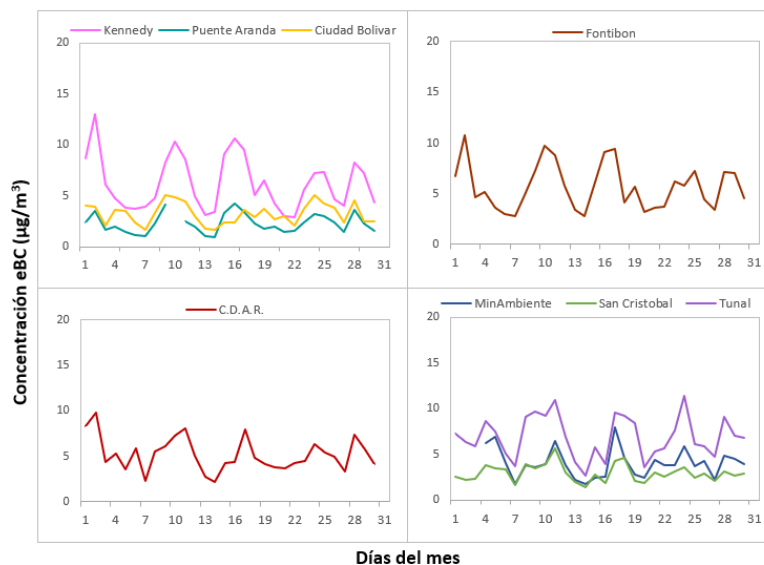 Kennedy Puente Aranda Ciudad Bolivar
20
15
10
5
0
1 4 7 10 13 16 19 22 25 28 31
Fontibon
20
15
10
5
0
1 4 7 10 13 16 19 22 25 28 31
C.D.A.R.
20
15
10
5
0
1 4 7 10 13 16 19 22 25 28 31
MinAmbiente San Cristobal Tunal
20
15
10
5
0
1 4 7 10 13 16 19 22 25 28 31
Concentración eBC (µg/m³)
Días del mes